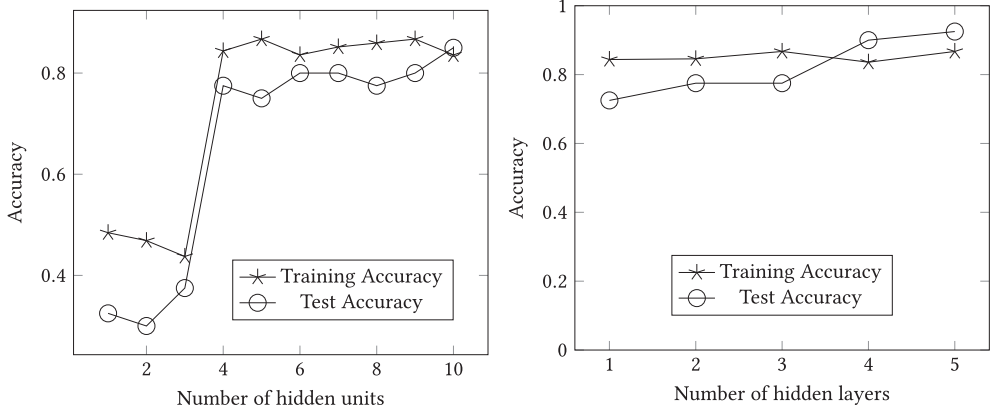 0.8
0.6
0.4
2
4
6
8
10
Accuracy
Number of hidden units
Training Accuracy
Test Accuracy
1
0.8
0.6
0.4
0.2
0
1
2
3
4
5
Accuracy
Number of hidden layers
Training Accuracy
Test Accuracy